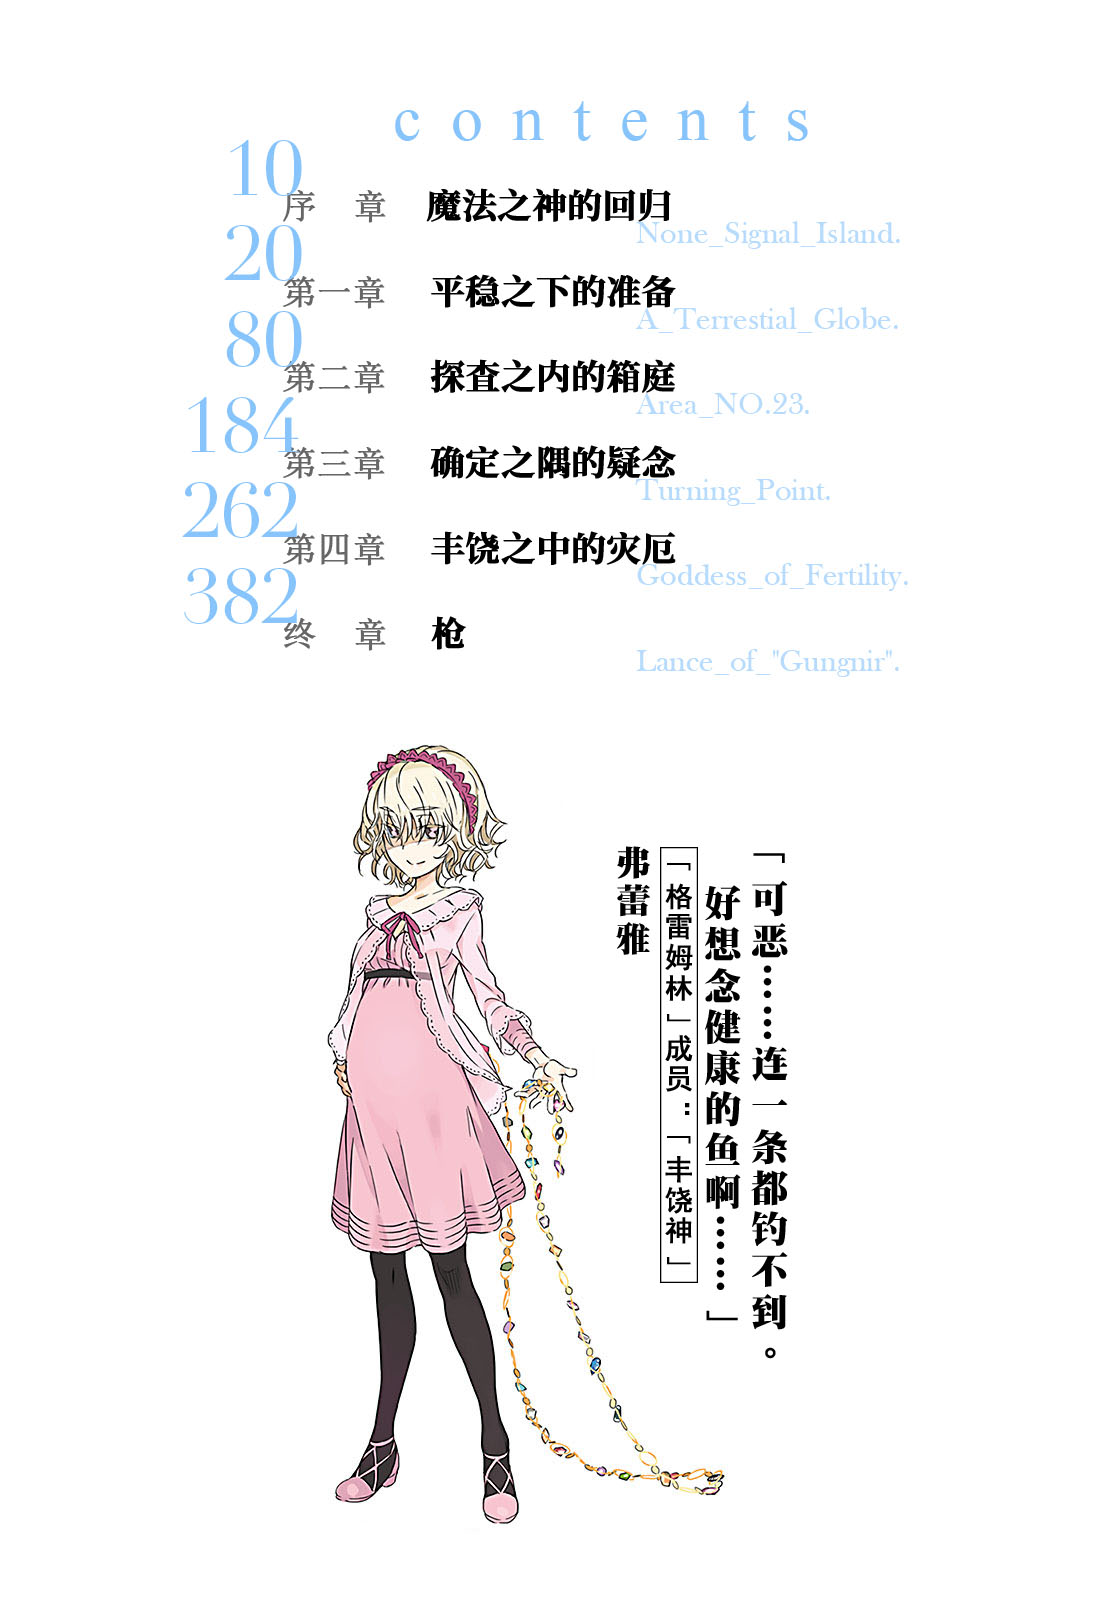 contents
10
序章 魔法之神的回归
None_Signal_Island.
20
第一章 平稳之下的准备
A_Terrestial_Globe.
80
第二章 探查之内的箱庭
Area_NO.23.
184
第三章 确定之隅的疑念
Turning_Point.
262
第四章 丰饶之中的灾厄
Goddess_of_Fertility.
382
终章 枪
Lance_of_"Gungnir".
「可恶……连一条都钓不到。
好想念健康的鱼啊……」
「格雷姆林」成员：「丰饶神」
弗蕾雅